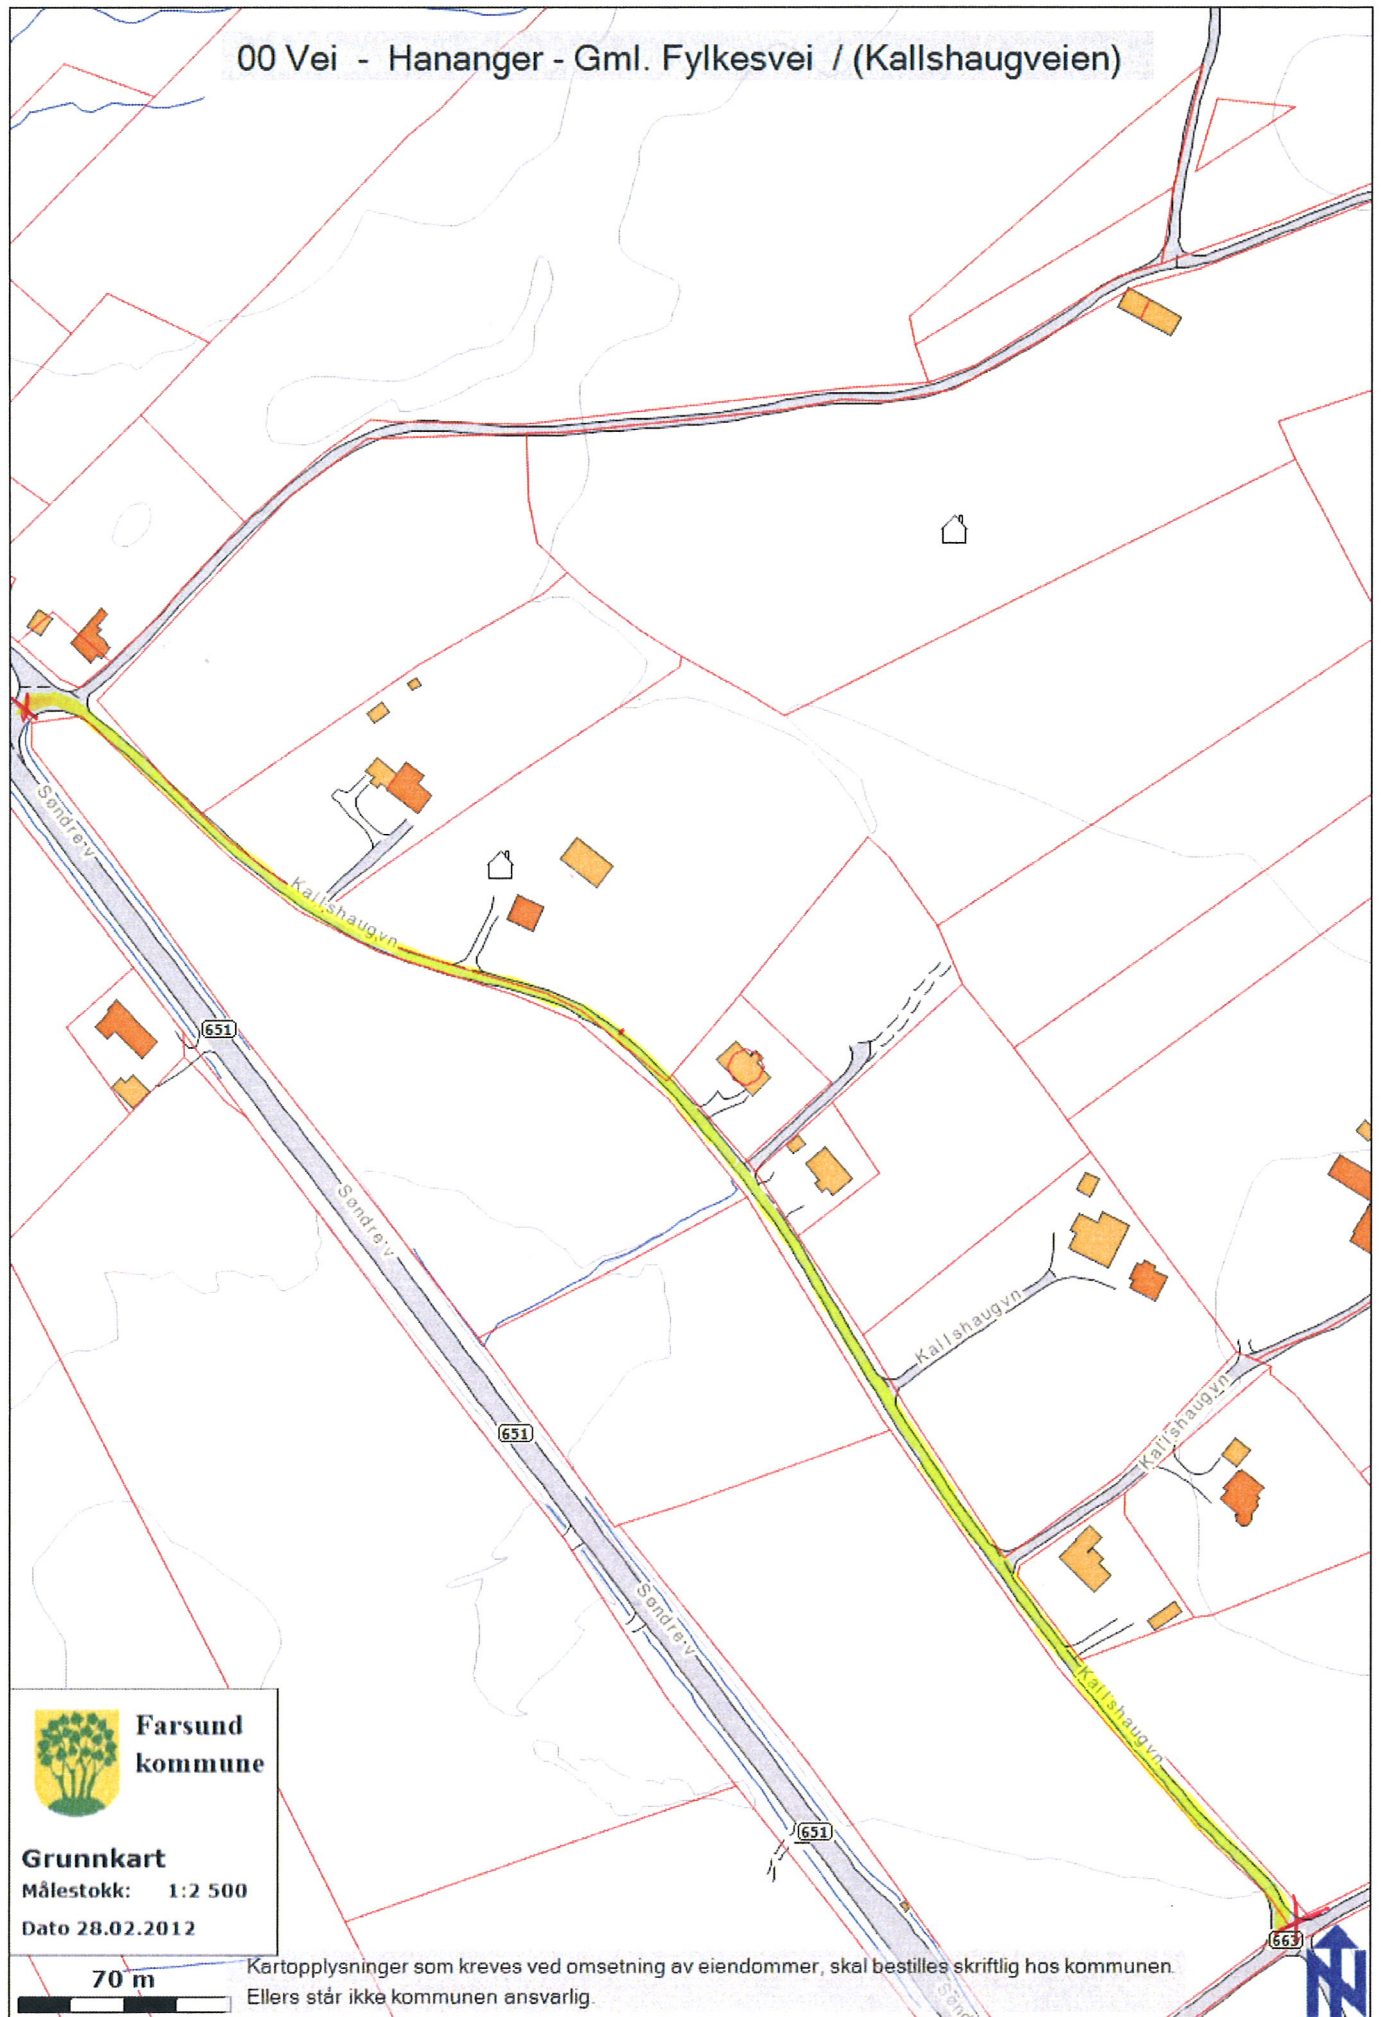 00 Vei - Hananger - Gml. Fylkesvei / (Kallshaugveien)
Søndre v
Kallshaugvn
651
Søndre v
Kallshaugvn
651
Kallshaugvn
Søndre v
Kallshaugvn
651
663
Sønd
Farsund
kommune
Grunnkart
Målestokk: 1:2 500
Dato 28.02.2012
70 m
Kartopplysninger som kreves ved omsetning av eiendommer, skal bestilles skriftlig hos kommunen.
Ellers står ikke kommunen ansvarlig.
N